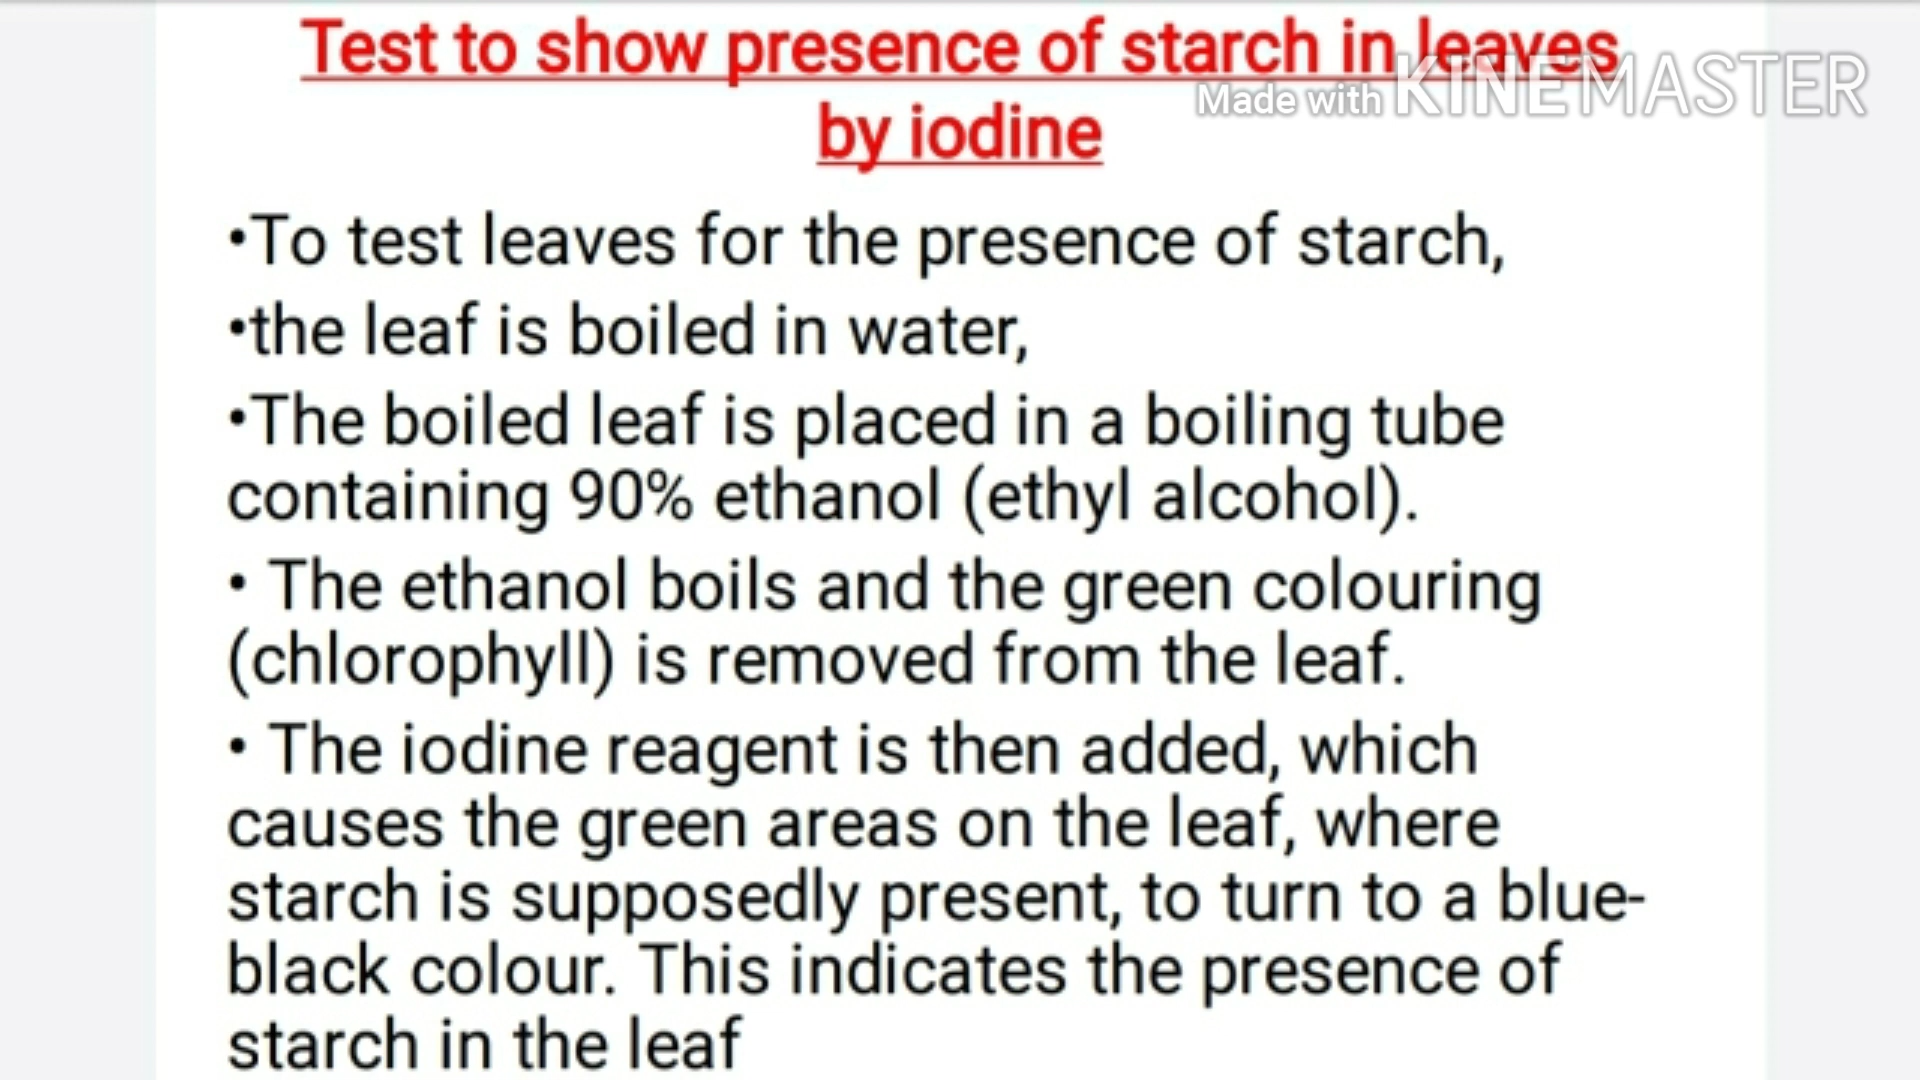 Test to show presence of starch in leaves
Made with KINEMASTER
by iodine
•To test leaves for the presence of starch,
•the leaf is boiled in water,
•The boiled leaf is placed in a boiling tube
containing 90% ethanol (ethyl alcohol).
• The ethanol boils and the green colouring
(chlorophyll) is removed from the leaf.
• The iodine reagent is then added, which
causes the green areas on the leaf, where
starch is supposedly present, to turn to a blue-
black colour. This indicates the presence of
starch in the leaf